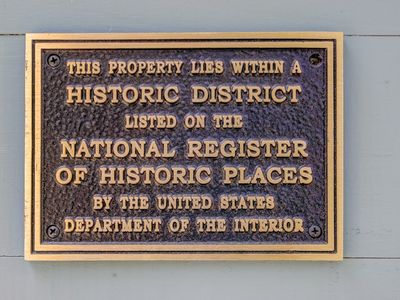 THIS PROPERTY LIES WITHIN A
HISTORIC DISTRICT
LISTED ON THE
NATIONAL REGISTER
OF HISTORIC PLACES
BY THE UNITED STATES
DEPARTMENT OF THE INTERIOR